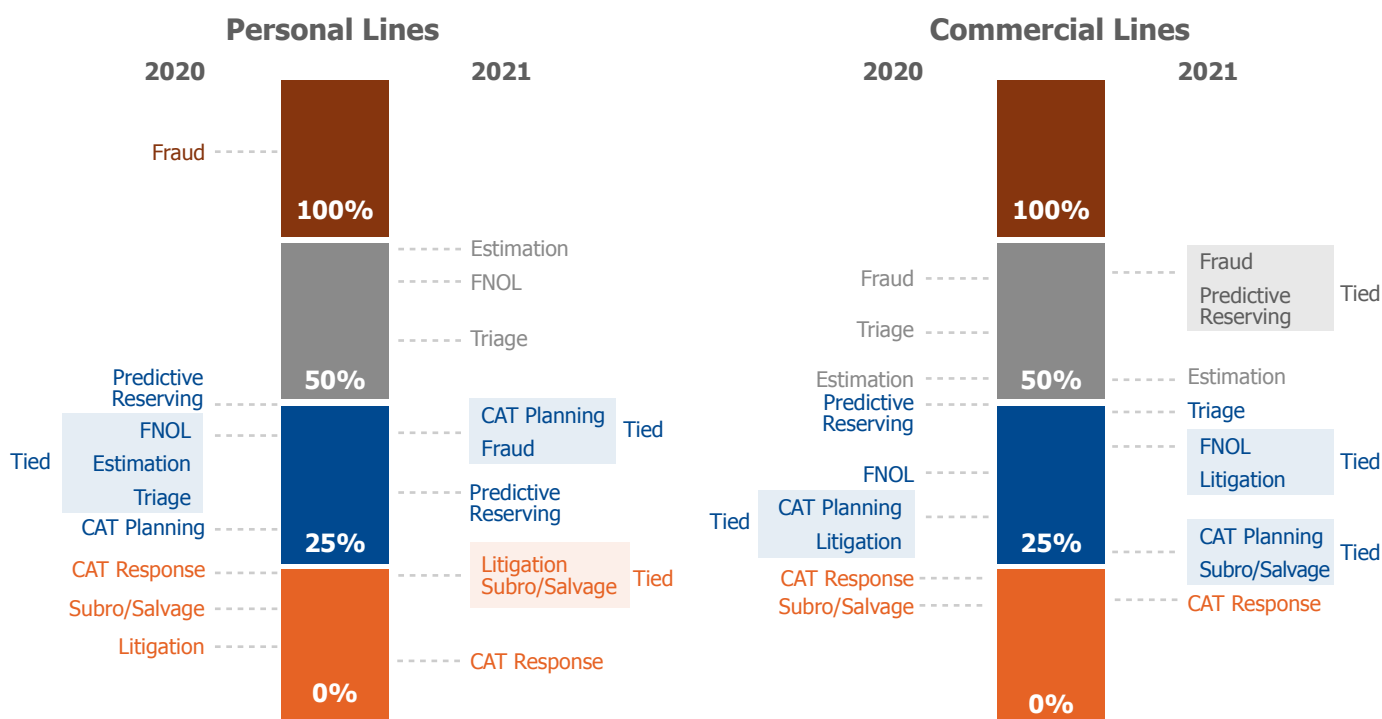 Personal Lines
2020
2021
Fraud
Predictive
Reserving
Tied
FNOL
Estimation
Triage
CAT Planning
CAT Response
Subro/Salvage
Litigation
100%
50%
25%
0%
Estimation
FNOL
Triage
CAT Planning
Fraud
Tied
Predictive
Reserving
Litigation
Subro/Salvage
Tied
CAT Response
Commercial Lines
2020
2021
Fraud
Triage
Estimation
Predictive
Reserving
FNOL
Tied
CAT Planning
Litigation
CAT Response
Subro/Salvage
100%
50%
25%
0%
Fraud
Predictive
Reserving
Tied
Estimation
Triage
FNOL
Litigation
Tied
CAT Planning
Subro/Salvage
Tied
CAT Response